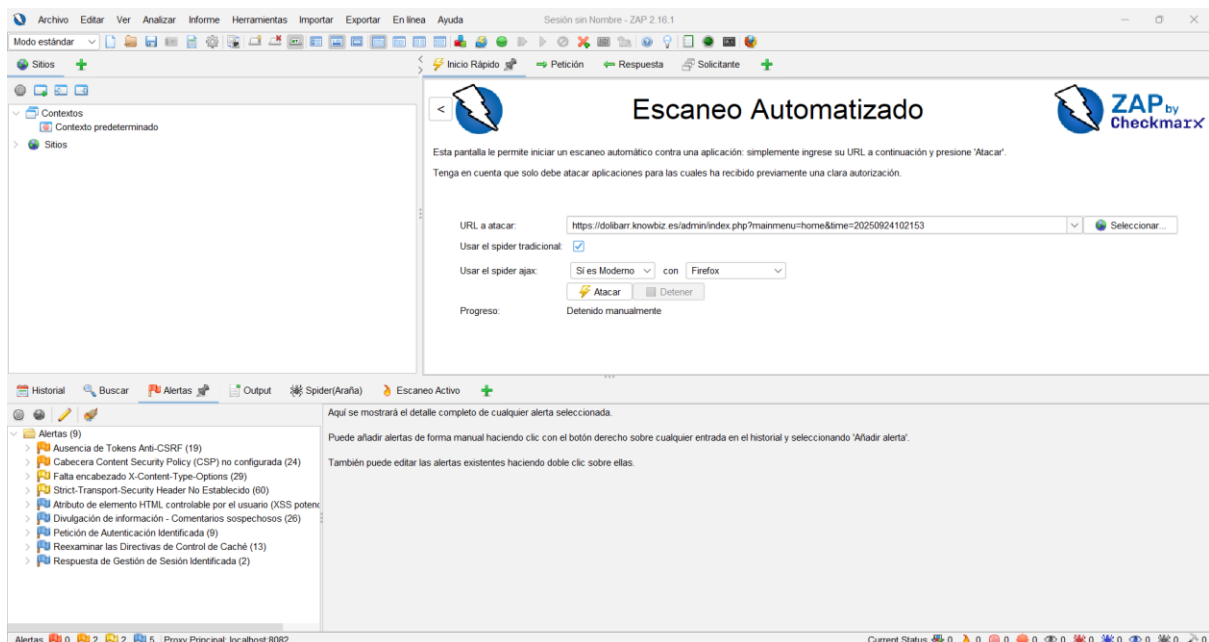 Archivo Editar Ver Analizar Informe Herramientas Importar Exportar En línea Ayuda
Sesión sin Nombre - ZAP 2.16.1
Modo estándar
Sitios
Inicio Rápido
Petición
Respuesta
Solicitante
Contextos
Contexto predeterminado
Sitios
<
Escaneo Automatizado
ZAP by
Checkmarx
Esta pantalla le permite iniciar un escaneo automático contra una aplicación: simplemente ingrese su URL a continuación y presione 'Atacar'.
Tenga en cuenta que solo debe atacar aplicaciones para las cuales ha recibido previamente una clara autorización.
URL a atacar: https://dolibarr.knowbiz.es/admin/index.php?mainmenu=home&time=20250924102153 Seleccionar...
Usar el spider tradicional:
Usar el spider ajax: Sí es Moderno con Firefox
Atacar Detener
Progreso: Detenido manualmente
Historial Buscar Alertas Output Spider(Araña) Escaneo Activo
Alertas (9)
Ausencia de Tokens Anti-CSRF (19)
Cabecera Content Security Policy (CSP) no configurada (24)
Falta encabezado X-Content-Type-Options (29)
Strict-Transport-Security Header No Establecido (60)
Atributo de elemento HTML controlable por el usuario (XSS potenc
Divulgación de información - Comentarios sospechosos (26)
Petición de Autenticación Identificada (9)
Reexaminar las Directivas de Control de Caché (13)
Respuesta de Gestión de Sesión Identificada (2)
Aquí se mostrará el detalle completo de cualquier alerta seleccionada.
Puede añadir alertas de forma manual haciendo clic con el botón derecho sobre cualquier entrada en el historial y seleccionando 'Añadir alerta'.
También puede editar las alertas existentes haciendo doble clic sobre ellas.
Alertas 0 2 2 5 Proxy Principal: localhost:8082
Current Status 0 0 0 0 0 0 0 0 0 0